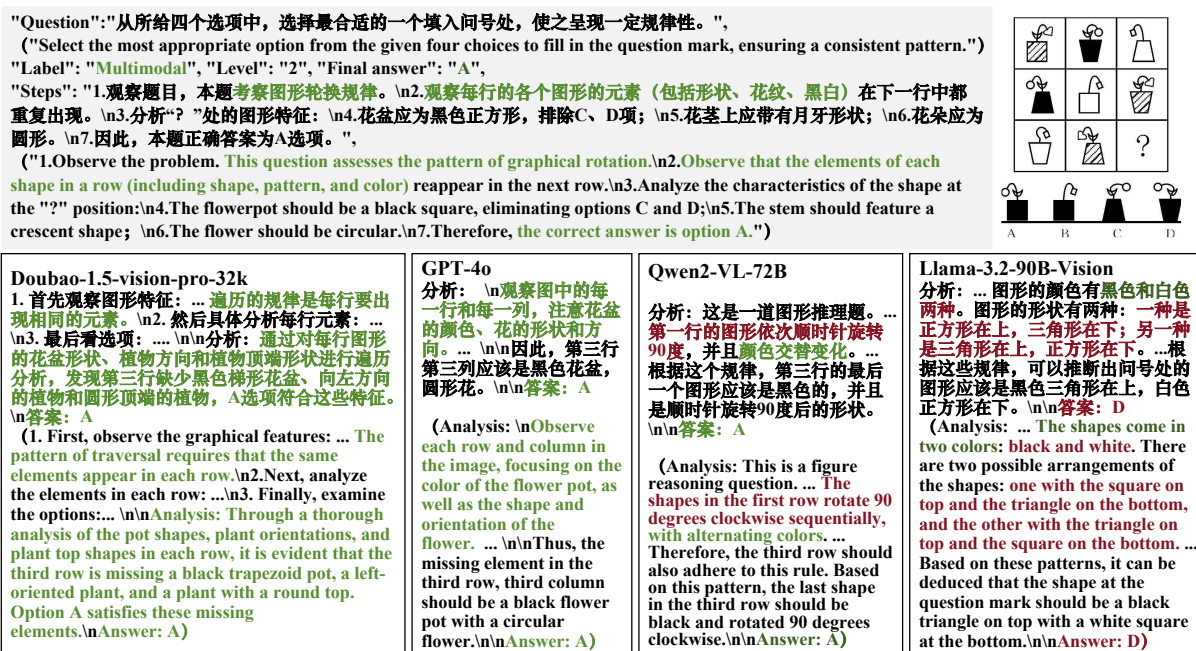 "Question":"从所给四个选项中，选择最合适的一个填入问号处，使之呈现一定规律性。",
（"Select the most appropriate option from the given four choices to fill in the question mark, ensuring a consistent pattern."）
"Label": "Multimodal", "Level": "2", "Final answer": "A",
"Steps": "1.观察题目，本题考察图形轮换规律。\n2.观察每行的各个图形的元素（包括形状、花纹、黑白）在下一行中都
重复出现。\n3.分析“？”处的图形特征：\n4.花盆应为黑色正方形，排除C、D项；\n5.花茎上应带有月牙形状；\n6.花朵应为
圆形。\n7.因此，本题正确答案为A选项。",
（"1.Observe the problem. This question assesses the pattern of graphical rotation.\n2.Observe that the elements of each
shape in a row (including shape, pattern, and color) reappear in the next row.\n3.Analyze the characteristics of the shape at
the "?" position:\n4.The flowerpot should be a black square, eliminating options C and D;\n5.The stem should feature a
crescent shape；\n6.The flower should be circular.\n7.Therefore, the correct answer is option A."）
?
A B C D
Doubao-1.5-vision-pro-32k
1. 首先观察图形特征：... 遍历的规律是每行要出
现相同的元素。\n2. 然后具体分析每行元素：...
\n3. 最后看选项：.... \n\n分析：通过对每行图形
的花盆形状、植物方向和植物顶端形状进行遍历
分析，发现第三行缺少黑色梯形花盆、向左方向
的植物和圆形顶端的植物，A选项符合这些特征。
\n答案：A
（1. First, observe the graphical features: ... The
pattern of traversal requires that the same
elements appear in each row.\n2.Next, analyze
the elements in each row: ...\n3. Finally, examine
the options:... \n\nAnalysis: Through a thorough
analysis of the pot shapes, plant orientations, and
plant top shapes in each row, it is evident that the
third row is missing a black trapezoid pot, a left-
oriented plant, and a plant with a round top.
Option A satisfies these missing
elements.\nAnswer: A）
GPT-4o
分析： \n观察图中的每
一行和每一列，注意花盆
的颜色、花的形状和方
向。... \n\n因此，第三行
第三列应该是黑色花盆，
圆形花。\n\n答案：A
（Analysis: \nObserve
each row and column in
the image, focusing on the
color of the flower pot, as
well as the shape and
orientation of the
flower. ... \n\nThus, the
missing element in the
third row, third column
should be a black flower
pot with a circular
flower.\n\nAnswer: A）
Qwen2-VL-72B
分析：这是一道图形推理题。...
第一行的图形依次顺时针旋转
90度，并且颜色交替变化。...
根据这个规律，第三行的最后
一个图形应该是黑色的，并且
是顺时针旋转90度后的形状。
\n\n答案：A
（Analysis: This is a figure
reasoning question. ... The
shapes in the first row rotate 90
degrees clockwise sequentially,
with alternating colors. ...
Therefore, the third row should
also adhere to this rule. Based
on this pattern, the last shape
in the third row should be
black and rotated 90 degrees
clockwise.\n\nAnswer: A）
Llama-3.2-90B-Vision
分析：... 图形的颜色有黑色和白色
两种。图形的形状有两种：一种是
正方形在上，三角形在下；另一种
是三角形在上，正方形在下。...根
据这些规律，可以推断出问号处的
图形应该是黑色三角形在上，白色
正方形在下。\n\n答案：D
（Analysis: ... The shapes come in
two colors: black and white. There
are two possible arrangements of
the shapes: one with the square on
top and the triangle on the bottom,
and the other with the triangle on
top and the square on the bottom. ...
Based on these patterns, it can be
deduced that the shape at the
question mark should be a black
triangle on top with a white square
at the bottom.\n\nAnswer: D）